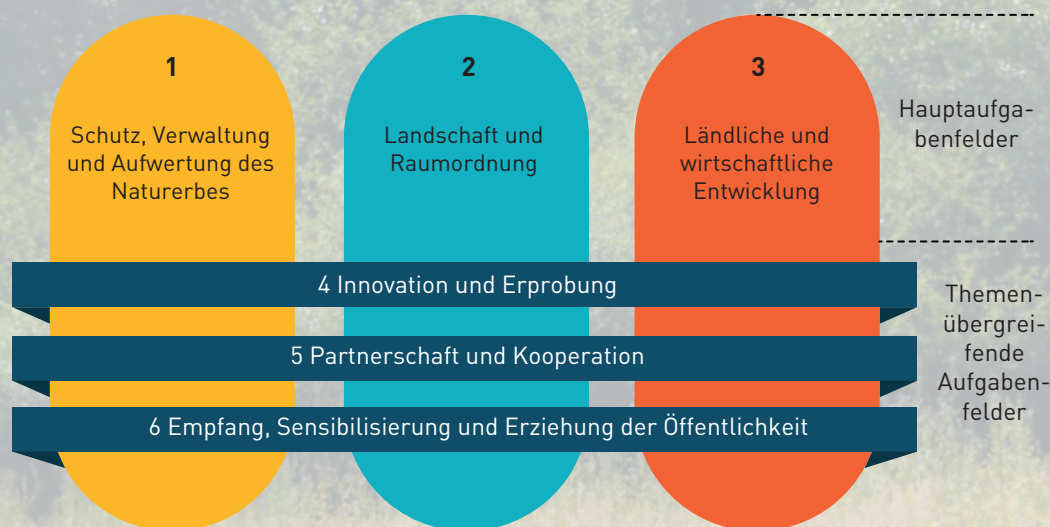 1
Schutz, Verwaltung
und Aufwertung des
Naturerbes
2
Landschaft und
Raumordnung
3
Ländliche und
wirtschaftliche
Entwicklung
Hauptaufga-
benfelder
4 Innovation und Erprobung
5 Partnerschaft und Kooperation
6 Empfang, Sensibilisierung und Erziehung der Öffentlichkeit
Themen-
übergrei-
fende
Aufgaben-
felder